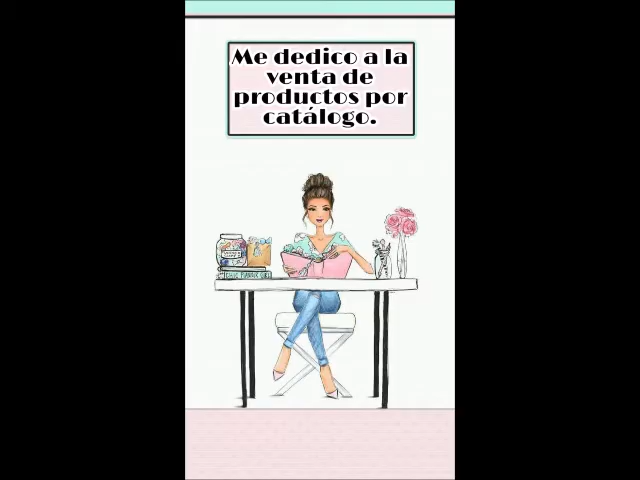 Me dedico a la
venta de
productos por
catálogo.